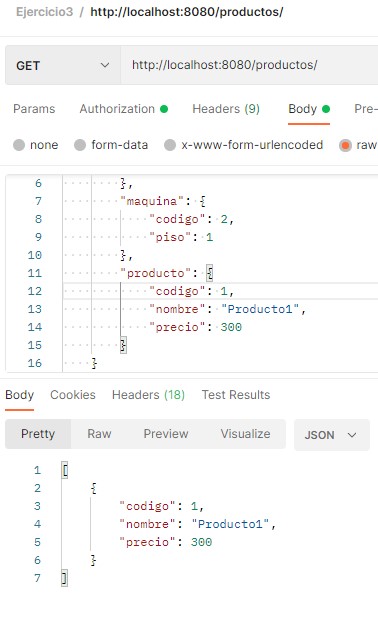 Ejercicio3 / http://localhost:8080/productos/
GET http://localhost:8080/productos/
Params Authorization Headers (9) Body Pre-
none form-data x-www-form-urlencoded raw
6 },
7 "maquina": {
8 "codigo": 2,
9 "piso": 1
10 },
11 "producto": {
12 "codigo": 1,
13 "nombre": "Producto1",
14 "precio": 300
15 }
16 }
Body Cookies Headers (18) Test Results
Pretty Raw Preview Visualize JSON
1 [
2 {
3 "codigo": 1,
4 "nombre": "Producto1",
5 "precio": 300
6 }
7 ]